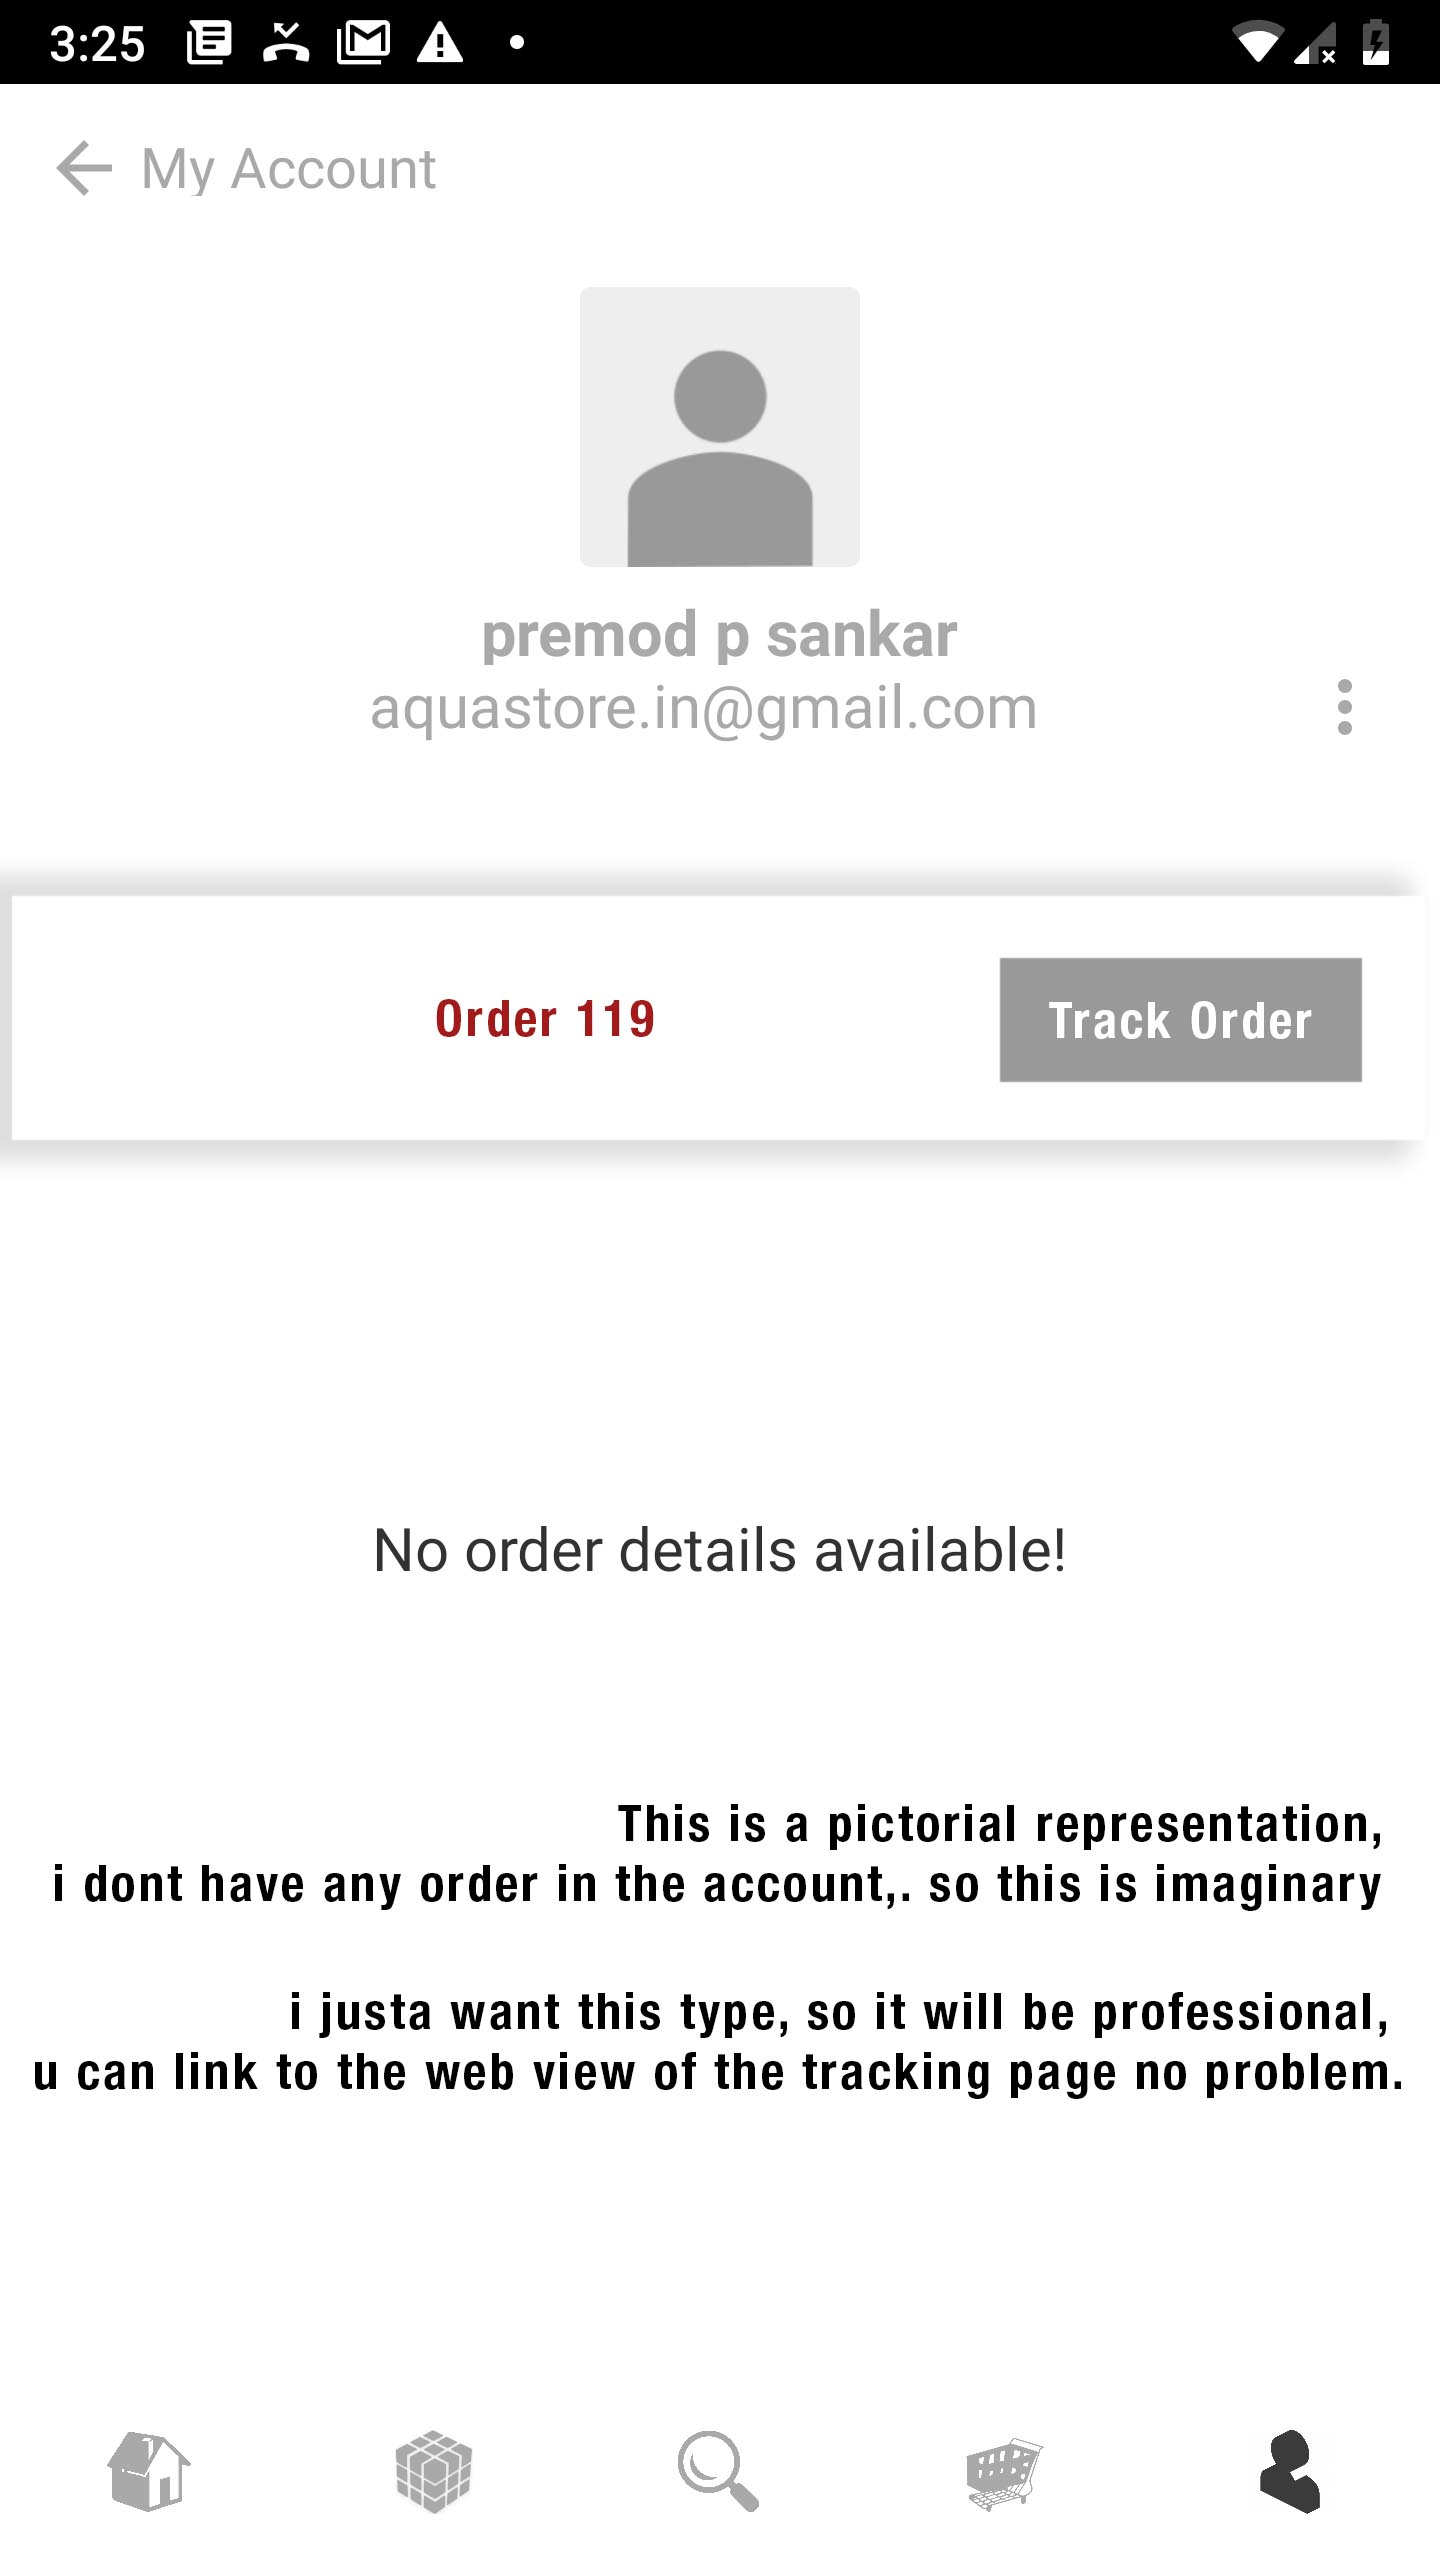 3:25
My Account
premod p sankar
aquastore.in@gmail.com
Order 119
Track Order
No order details available!
This is a pictorial representation,
i dont have any order in the account,. so this is imaginary
i justa want this type, so it will be professional,
u can link to the web view of the tracking page no problem.